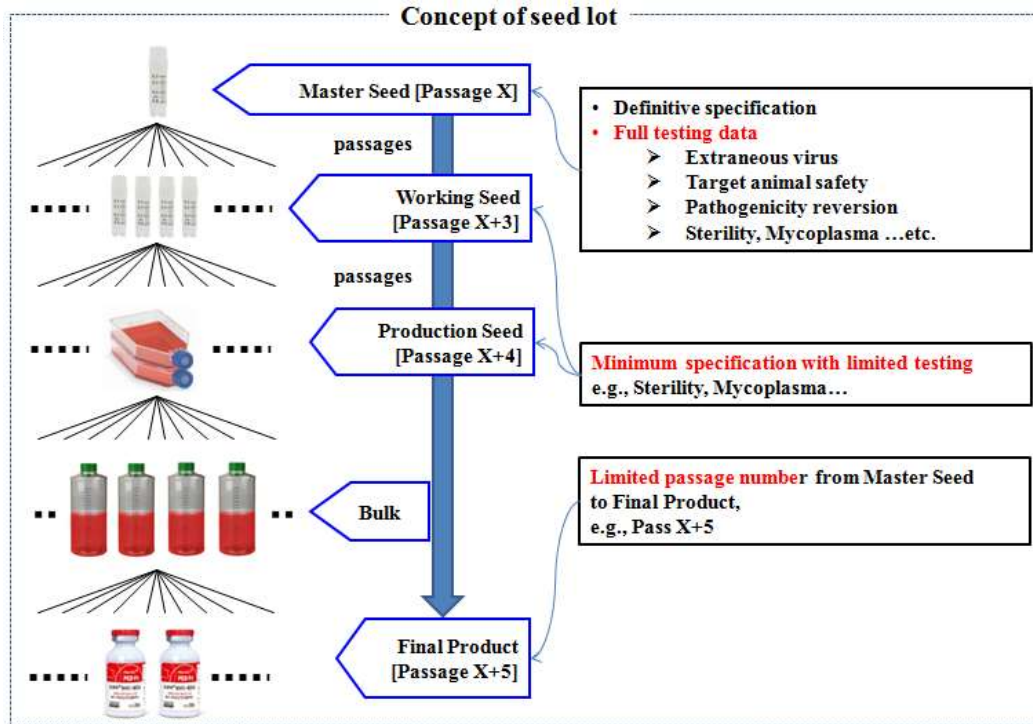 Concept of seed lot
Master Seed [Passage X]
• Definitive specification
• Full testing data
➤ Extraneous virus
➤ Target animal safety
➤ Pathogenicity reversion
➤ Sterility, Mycoplasma …etc.
passages
Working Seed
[Passage X+3]
passages
Production Seed
[Passage X+4]
Minimum specification with limited testing
e.g., Sterility, Mycoplasma…
Bulk
Limited passage number from Master Seed
to Final Product,
e.g., Pass X+5
Final Product
[Passage X+5]